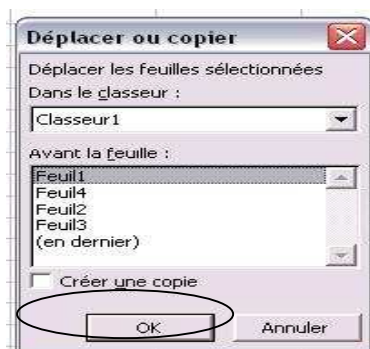 Déplacer ou copier
Déplacer les feuilles sélectionnées
Dans le classeur :
Classeur1
Avant la feuille :
Feuil1
Feuil4
Feuil2
Feuil3
(en dernier)
Créer une copie
OK
Annuler